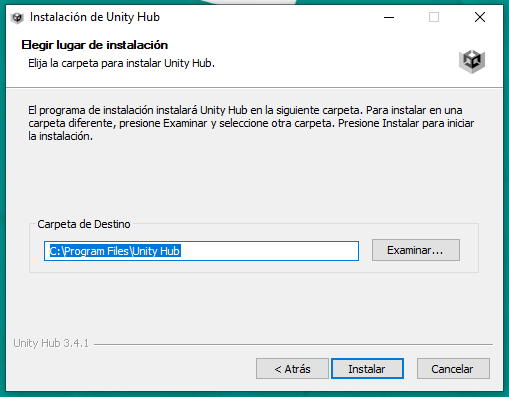 Instalación de Unity Hub
Elegir lugar de instalación
Elija la carpeta para instalar Unity Hub.
El programa de instalación instalará Unity Hub en la siguiente carpeta. Para instalar en una
carpeta diferente, presione Examinar y seleccione otra carpeta. Presione Instalar para iniciar
la instalación.
Carpeta de Destino
C:\Program Files\Unity Hub
Examinar...
Unity Hub 3.4.1
< Atrás
Instalar
Cancelar